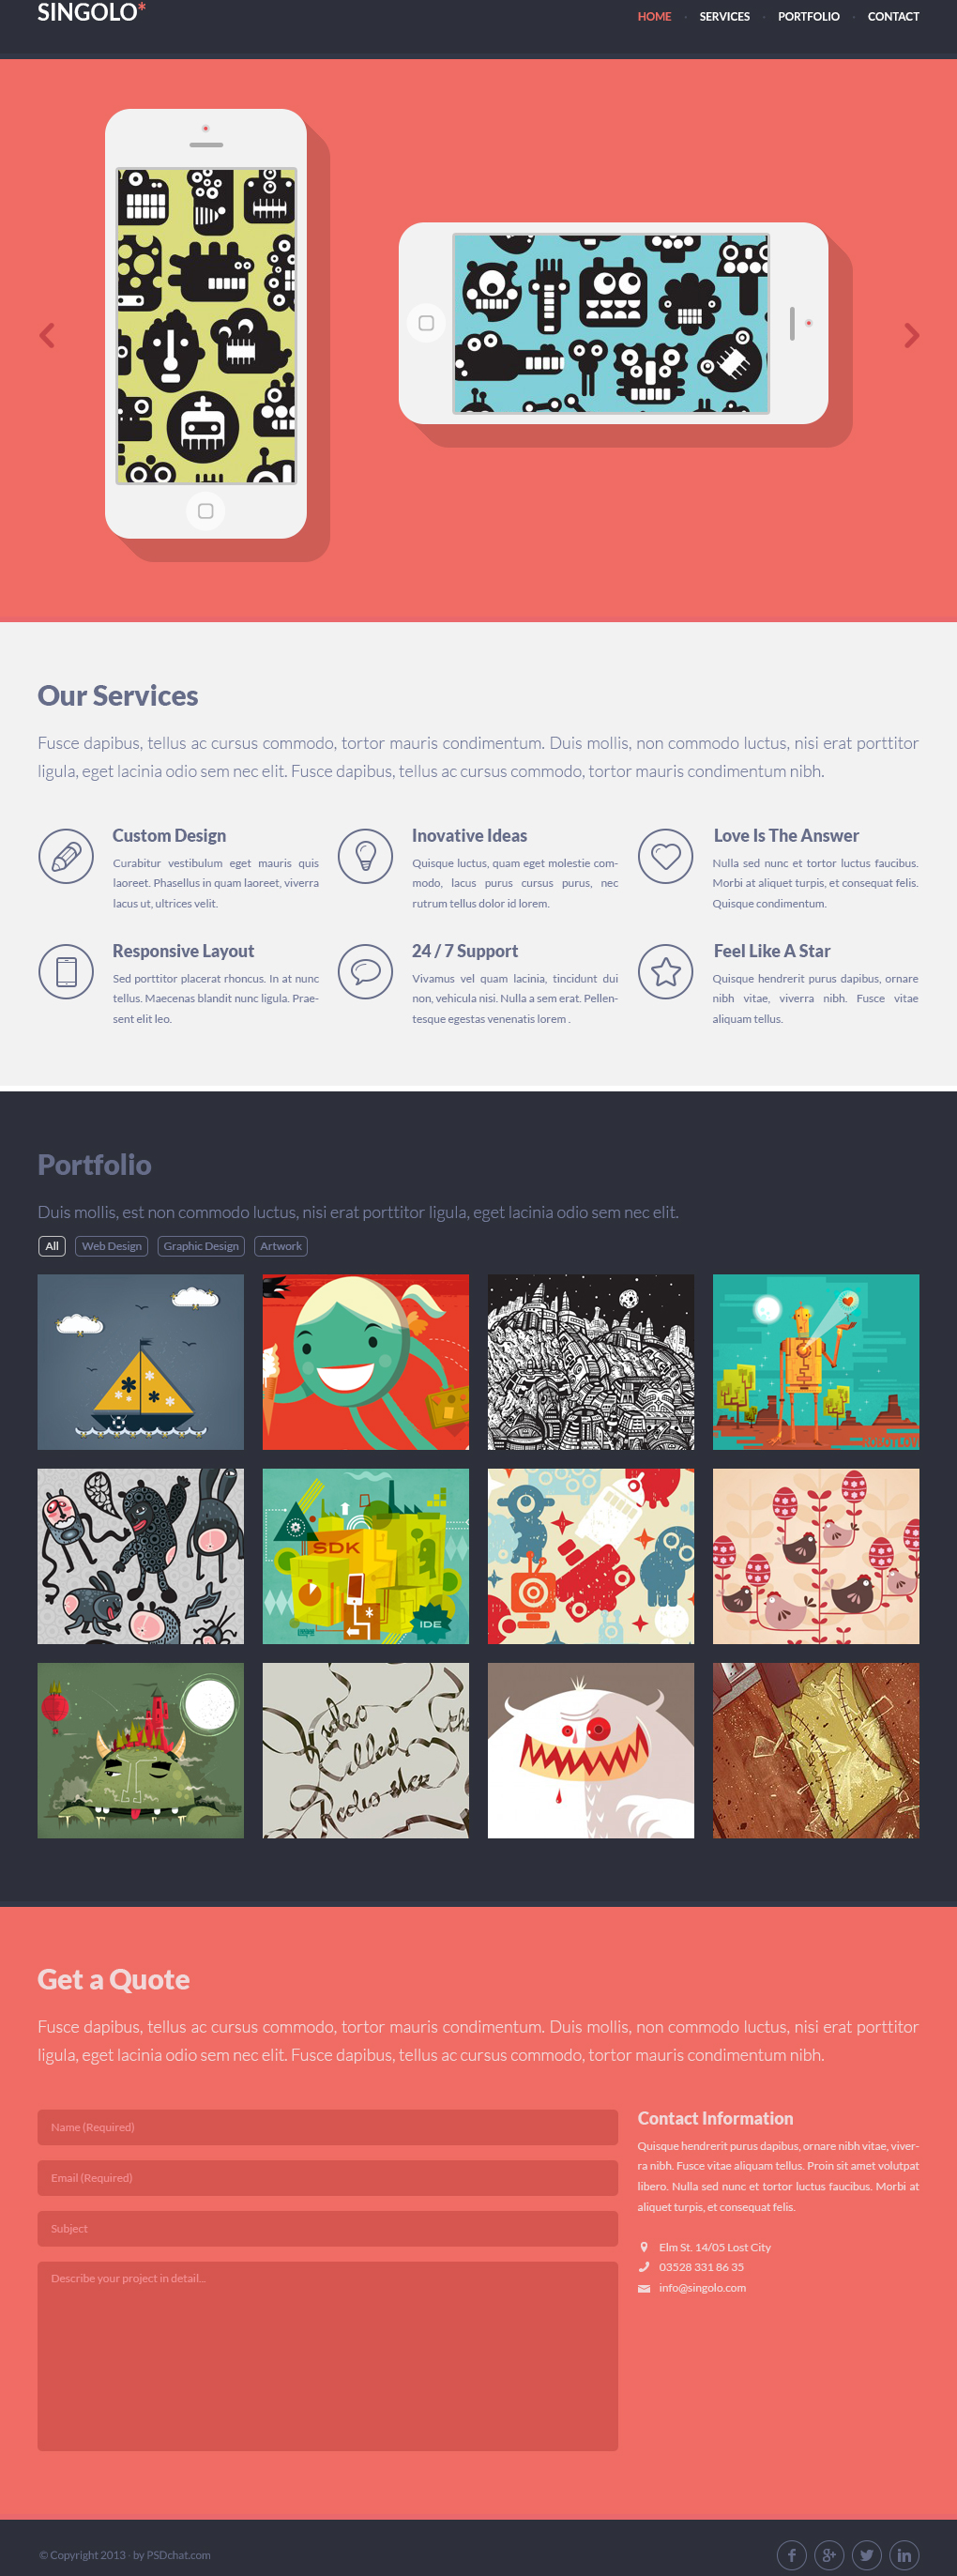 SINGOLO*
HOME · SERVICES · PORTFOLIO · CONTACT
Our Services
Fusce dapibus, tellus ac cursus commodo, tortor mauris condimentum. Duis mollis, non commodo luctus, nisi erat porttitor
ligula, eget lacinia odio sem nec elit. Fusce dapibus, tellus ac cursus commodo, tortor mauris condimentum nibh.
Custom Design
Curabitur vestibulum eget mauris quis
laoreet. Phasellus in quam laoreet, viverra
lacus ut, ultrices velit.
Inovative Ideas
Quisque luctus, quam eget molestie com-
modo, lacus purus cursus purus, nec
rutrum tellus dolor id lorem.
Love Is The Answer
Nulla sed nunc et tortor luctus faucibus.
Morbi at aliquet turpis, et consequat felis.
Quisque condimentum.
Responsive Layout
Sed porttitor placerat rhoncus. In at nunc
tellus. Maecenas blandit nunc ligula. Prae-
sent elit leo.
24 / 7 Support
Vivamus vel quam lacinia, tincidunt dui
non, vehicula nisi. Nulla a sem erat. Pellen-
tesque egestas venenatis lorem .
Feel Like A Star
Quisque hendrerit purus dapibus, ornare
nibh vitae, viverra nibh. Fusce vitae
aliquam tellus.
Portfolio
Duis mollis, est non commodo luctus, nisi erat porttitor ligula, eget lacinia odio sem nec elit.
All
Web Design
Graphic Design
Artwork
SDK
IDE
Get a Quote
Fusce dapibus, tellus ac cursus commodo, tortor mauris condimentum. Duis mollis, non commodo luctus, nisi erat porttitor
ligula, eget lacinia odio sem nec elit. Fusce dapibus, tellus ac cursus commodo, tortor mauris condimentum nibh.
Name (Required)
Email (Required)
Subject
Describe your project in detail...
Contact Information
Quisque hendrerit purus dapibus, ornare nibh vitae, viver-
ra nibh. Fusce vitae aliquam tellus. Proin sit amet volutpat
libero. Nulla sed nunc et tortor luctus faucibus. Morbi at
aliquet turpis, et consequat felis.
Elm St. 14/05 Lost City
03528 331 86 35
info@singolo.com
© Copyright 2013 · by PSDchat.com